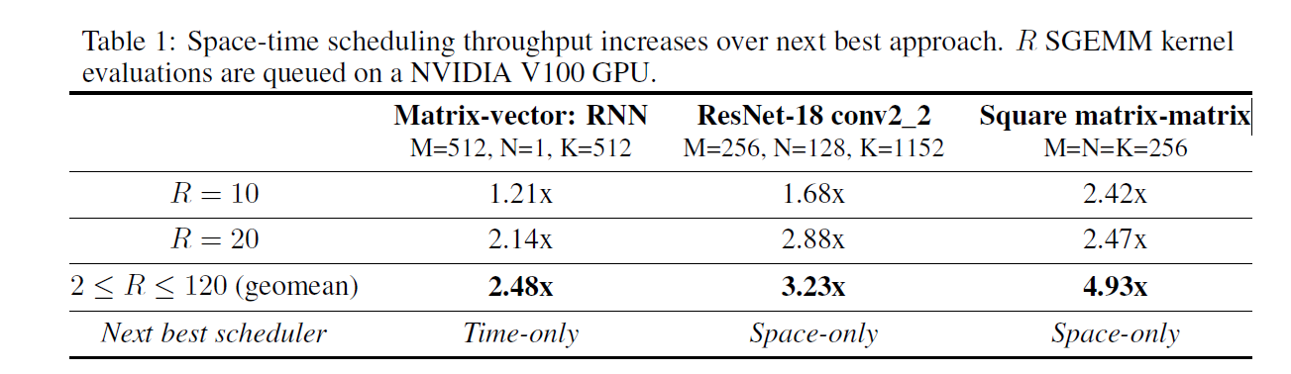 Table 1: Space-time scheduling throughput increases over next best approach. R SGEMM kernel
evaluations are queued on a NVIDIA V100 GPU.
Matrix-vector: RNN ResNet-18 conv2_2 Square matrix-matrix
M=512, N=1, K=512 M=256, N=128, K=1152 M=N=K=256
R = 10 1.21x 1.68x 2.42x
R = 20 2.14x 2.88x 2.47x
2 ≤ R ≤ 120 (geomean) 2.48x 3.23x 4.93x
Next best scheduler Time-only Space-only Space-only